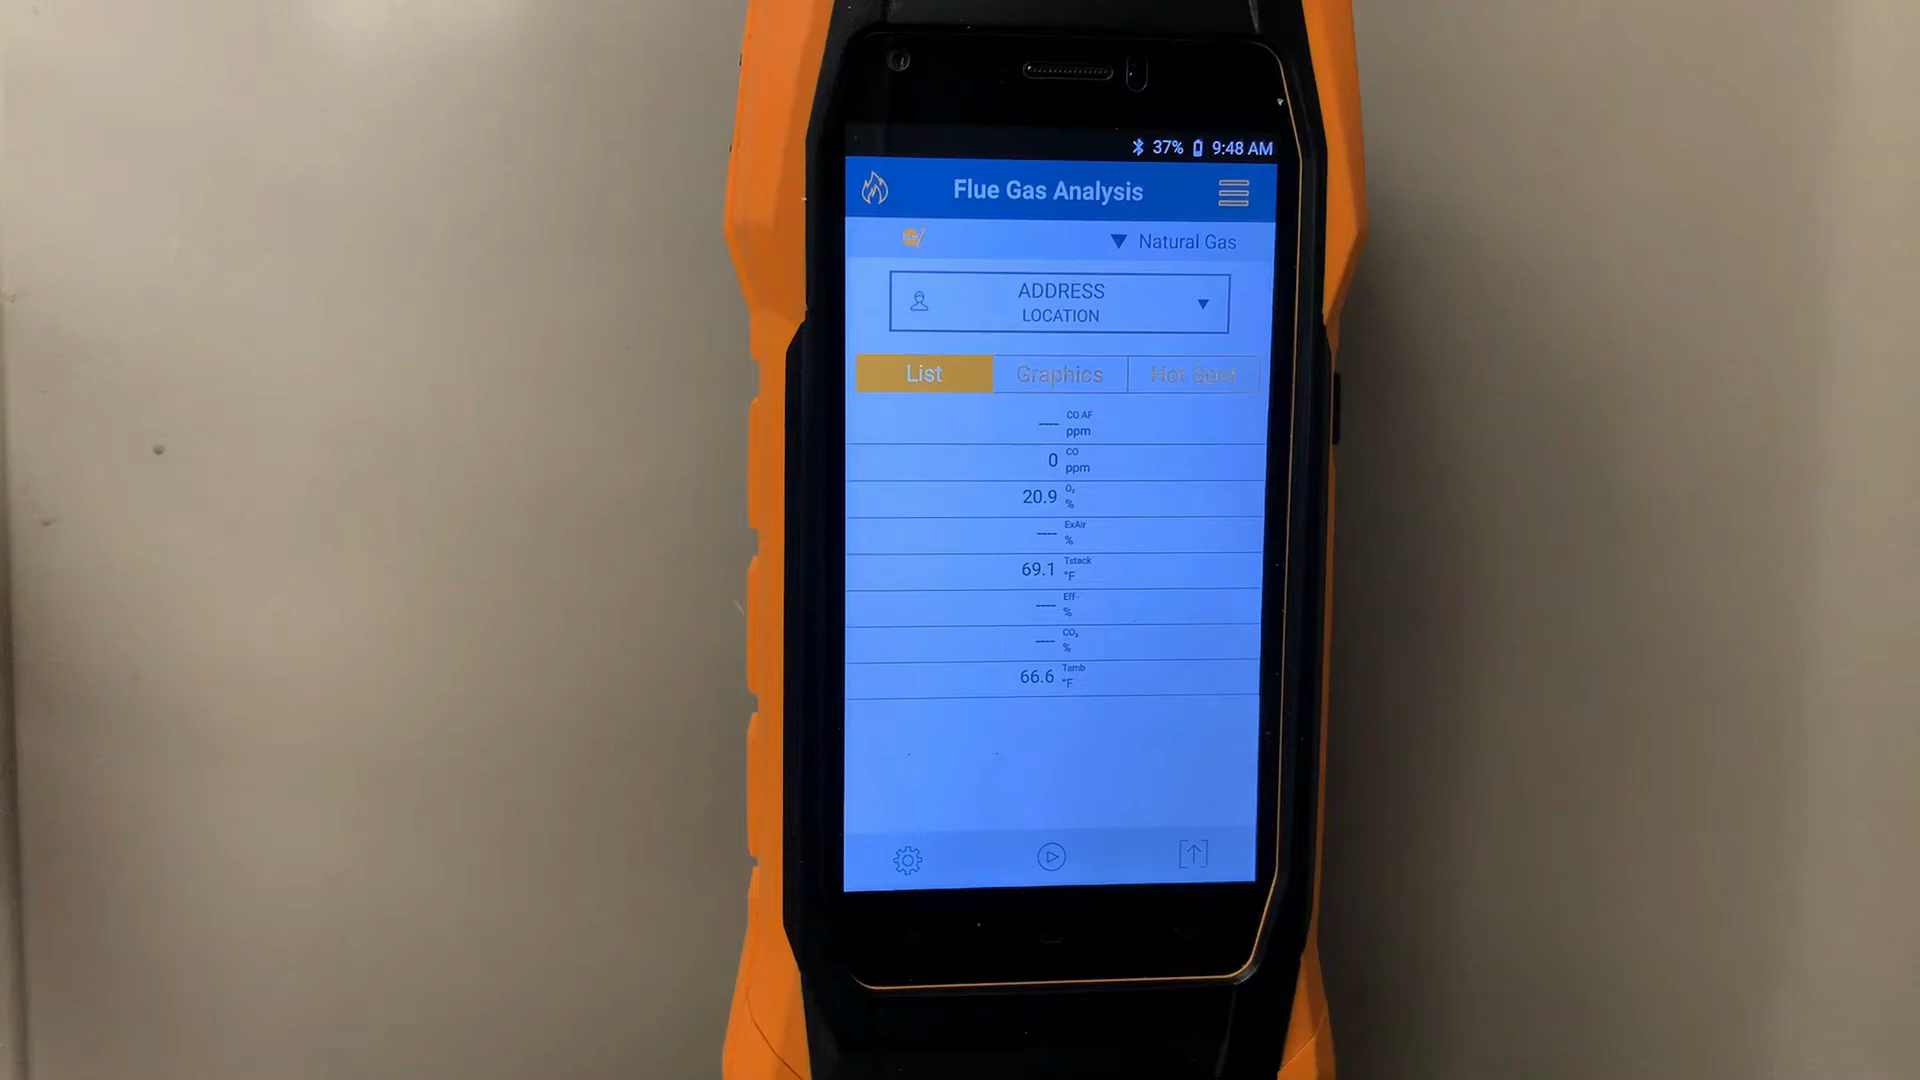 37% 9:48 AM
Flue Gas Analysis
Natural Gas
ADDRESS
LOCATION
List Graphics Hot Spot
---- CO AF
ppm
0 CO
ppm
20.9 O₂
%
---- ExAir
%
69.1 Tstack
°F
---- Eff
%
---- CO₂
%
66.6 Tamb
°F